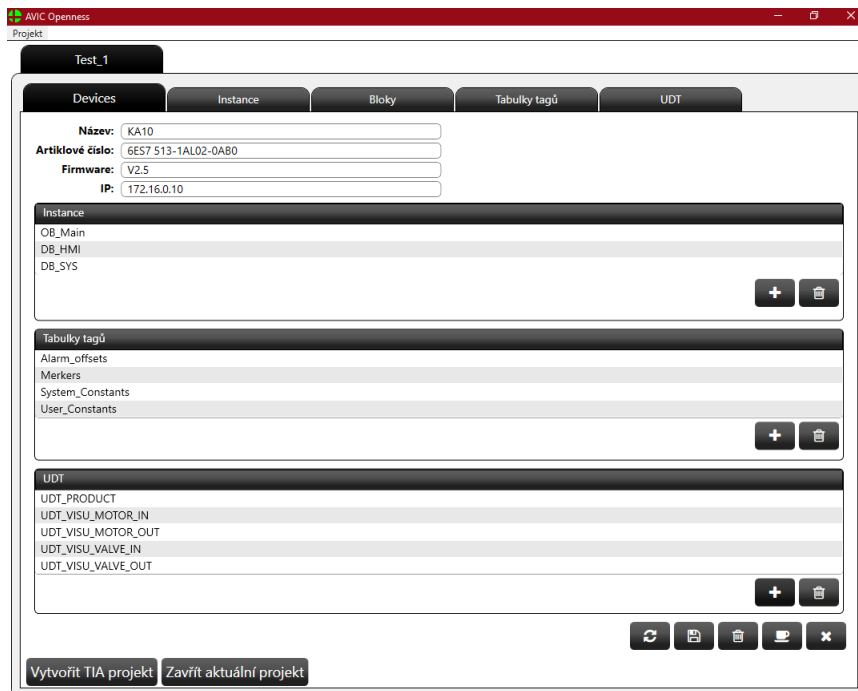 AVIC Openness
Projekt
Test_1
Devices Instance Bloky Tabulky tagů UDT
Název: KA10
Artiklové číslo: 6ES7 513-1AL02-0AB0
Firmware: V2.5
IP: 172.16.0.10
Instance
OB_Main
DB_HMI
DB_SYS
Tabulky tagů
Alarm_offsets
Merkers
System_Constants
User_Constants
UDT
UDT_PRODUCT
UDT_VISU_MOTOR_IN
UDT_VISU_MOTOR_OUT
UDT_VISU_VALVE_IN
UDT_VISU_VALVE_OUT
Vytvořit TIA projekt Zavřít aktuální projekt